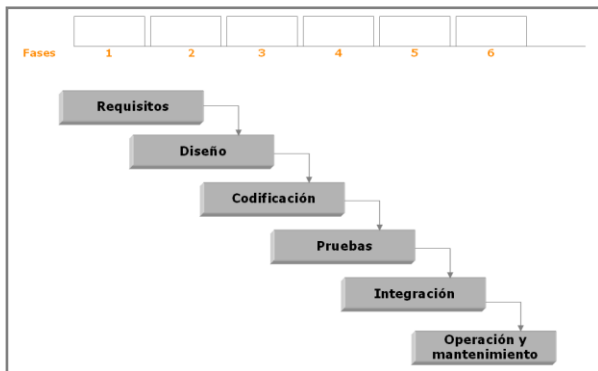 Fases 1 2 3 4 5 6
Requisitos
Diseño
Codificación
Pruebas
Integración
Operación y
mantenimiento